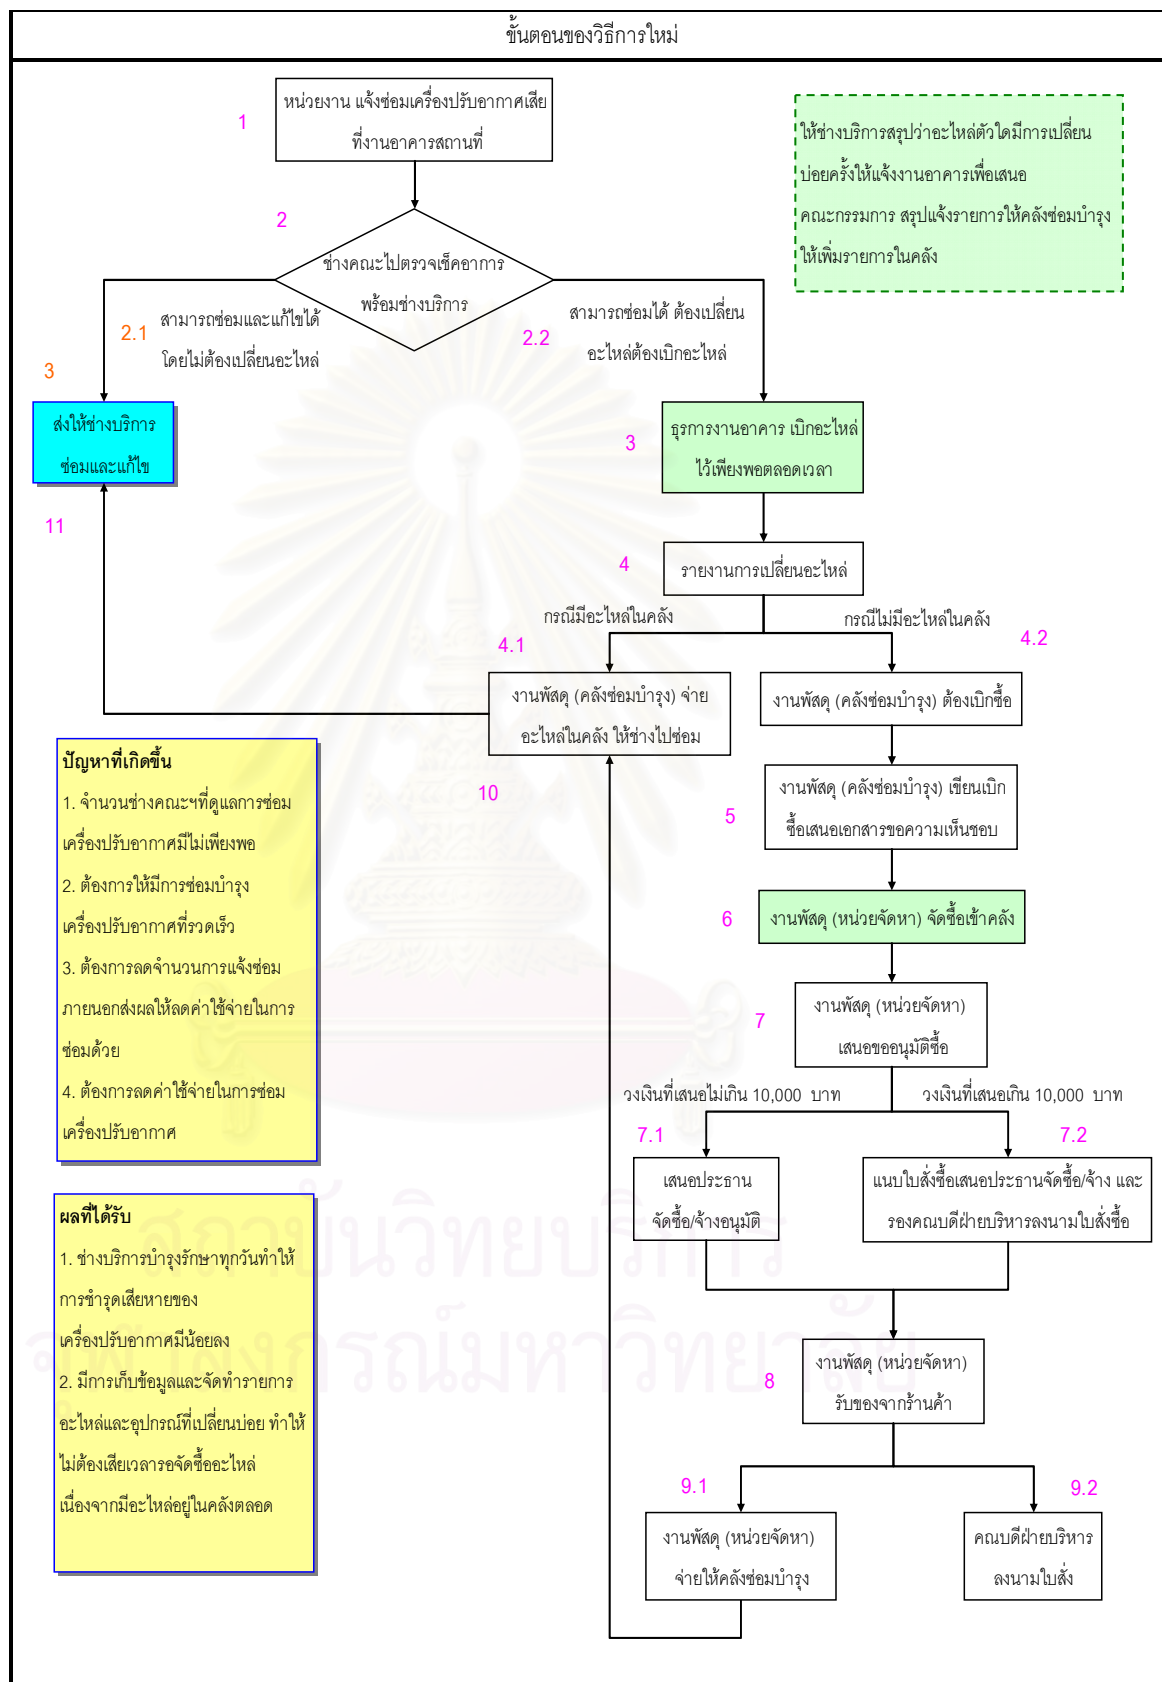 ขั้นตอนของวิธีการใหม่
1
หน่วยงาน แจ้งซ่อมเครื่องปรับอากาศเสีย
ที่งานอาคารสถานที่
ให้ช่างบริการสรุปว่าอะไหล่ตัวใดมีการเปลี่ยน
บ่อยครั้งให้แจ้งงานอาคารเพื่อเสนอ
คณะกรรมการ สรุปแจ้งรายการให้คลังซ่อมบำรุง
ให้เพิ่มรายการในคลัง
2
ช่างคณะไปตรวจเช็คอาการ
พร้อมช่างบริการ
2.1
สามารถซ่อมและแก้ไขได้
โดยไม่ต้องเปลี่ยนอะไหล่
2.2
สามารถซ่อมได้ ต้องเปลี่ยน
อะไหล่ต้องเบิกอะไหล่
3
ส่งให้ช่างบริการ
ซ่อมและแก้ไข
11
3
ธุรการงานอาคาร เบิกอะไหล่
ไว้เพียงพอตลอดเวลา
4
รายงานการเปลี่ยนอะไหล่
กรณีมีอะไหล่ในคลัง
กรณีไม่มีอะไหล่ในคลัง
4.1
4.2
งานพัสดุ (คลังซ่อมบำรุง) จ่าย
อะไหล่ในคลัง ให้ช่างไปซ่อม
งานพัสดุ (คลังซ่อมบำรุง) ต้องเบิกซื้อ
10
5
งานพัสดุ (คลังซ่อมบำรุง) เขียนเบิก
ซื้อเสนอเอกสารขอความเห็นชอบ
6
งานพัสดุ (หน่วยจัดหา) จัดซื้อเข้าคลัง
7
งานพัสดุ (หน่วยจัดหา)
เสนอขออนุมัติซื้อ
วงเงินที่เสนอไม่เกิน 10,000 บาท
วงเงินที่เสนอเกิน 10,000 บาท
7.1
7.2
เสนอประธาน
จัดซื้อ/จ้างอนุมัติ
แนบใบสั่งซื้อเสนอประธานจัดซื้อ/จ้าง และ
รองคณบดีฝ่ายบริหารลงนามใบสั่งซื้อ
8
งานพัสดุ (หน่วยจัดหา)
รับของจากร้านค้า
9.1
9.2
งานพัสดุ (หน่วยจัดหา)
จ่ายให้คลังซ่อมบำรุง
คณบดีฝ่ายบริหาร
ลงนามใบสั่ง
ปัญหาที่เกิดขึ้น
1. จำนวนช่างคณะฯที่ดูแลการซ่อม
เครื่องปรับอากาศมีไม่เพียงพอ
2. ต้องการให้มีการซ่อมบำรุง
เครื่องปรับอากาศที่รวดเร็ว
3. ต้องการลดจำนวนการแจ้งซ่อม
ภายนอกส่งผลให้ลดค่าใช้จ่ายในการ
ซ่อมด้วย
4. ต้องการลดค่าใช้จ่ายในการซ่อม
เครื่องปรับอากาศ
ผลที่ได้รับ
1. ช่างบริการบำรุงรักษาทุกวันทำให้
การชำรุดเสียหายของ
เครื่องปรับอากาศมีน้อยลง
2. มีการเก็บข้อมูลและจัดทำรายการ
อะไหล่และอุปกรณ์ที่เปลี่ยนบ่อย ทำให้
ไม่ต้องเสียเวลารอจัดซื้ออะไหล่
เนื่องจากมีอะไหล่อยู่ในคลังตลอด
สถาบันวิทยบริการ
จุฬาลงกรณ์มหาวิทยาลัย